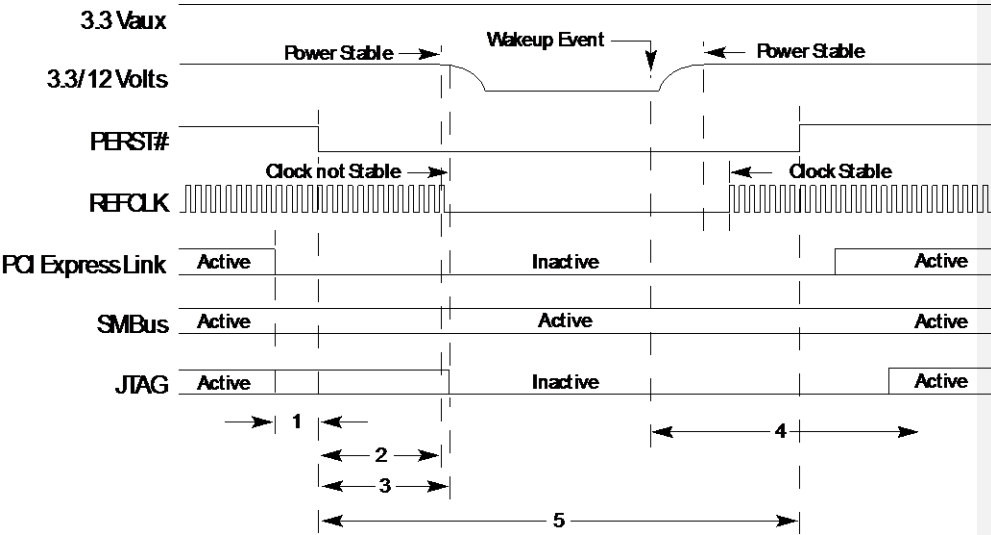 3.3 Vaux
Power Stable
Wakeup Event
Power Stable
3.3/12 Volts
PERST#
Clock not Stable
Clock Stable
REFCLK
PCI Express Link
Active
Inactive
Active
SMBus
Active
Active
Active
JTAG
Active
Inactive
Active
1
4
2
3
5